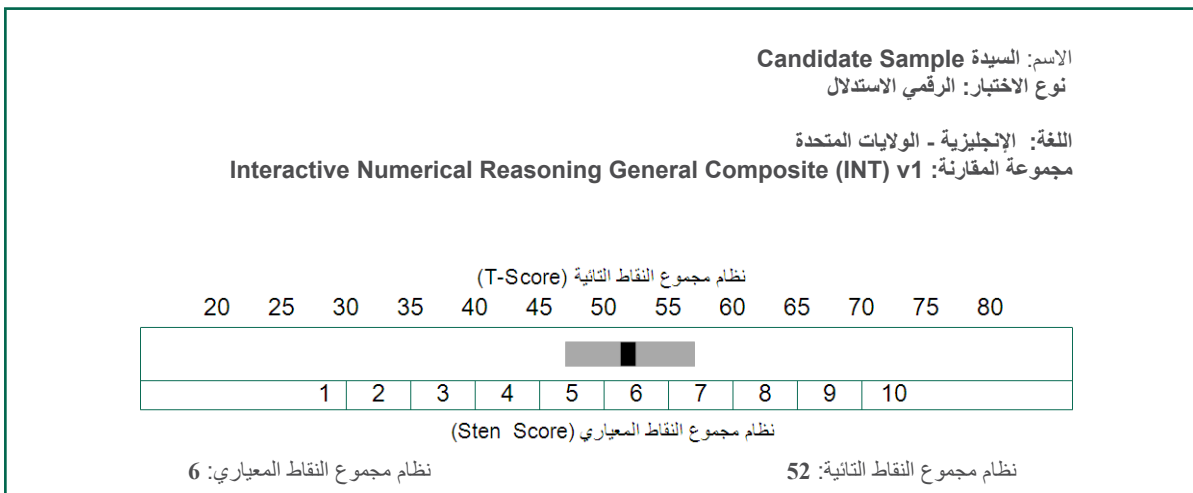 الاسم: السيدة Candidate Sample
نوع الاختبار: الرقمي الاستدلال
اللغة: الإنجليزية - الولايات المتحدة
مجموعة المقارنة: Interactive Numerical Reasoning General Composite (INT) v1
نظام مجموع النقاط التائية (T-Score)
20 25 30 35 40 45 50 55 60 65 70 75 80
1 2 3 4 5 6 7 8 9 10
نظام مجموع النقاط المعياري (Sten Score)
نظام مجموع النقاط التائية: 52 نظام مجموع النقاط المعياري: 6